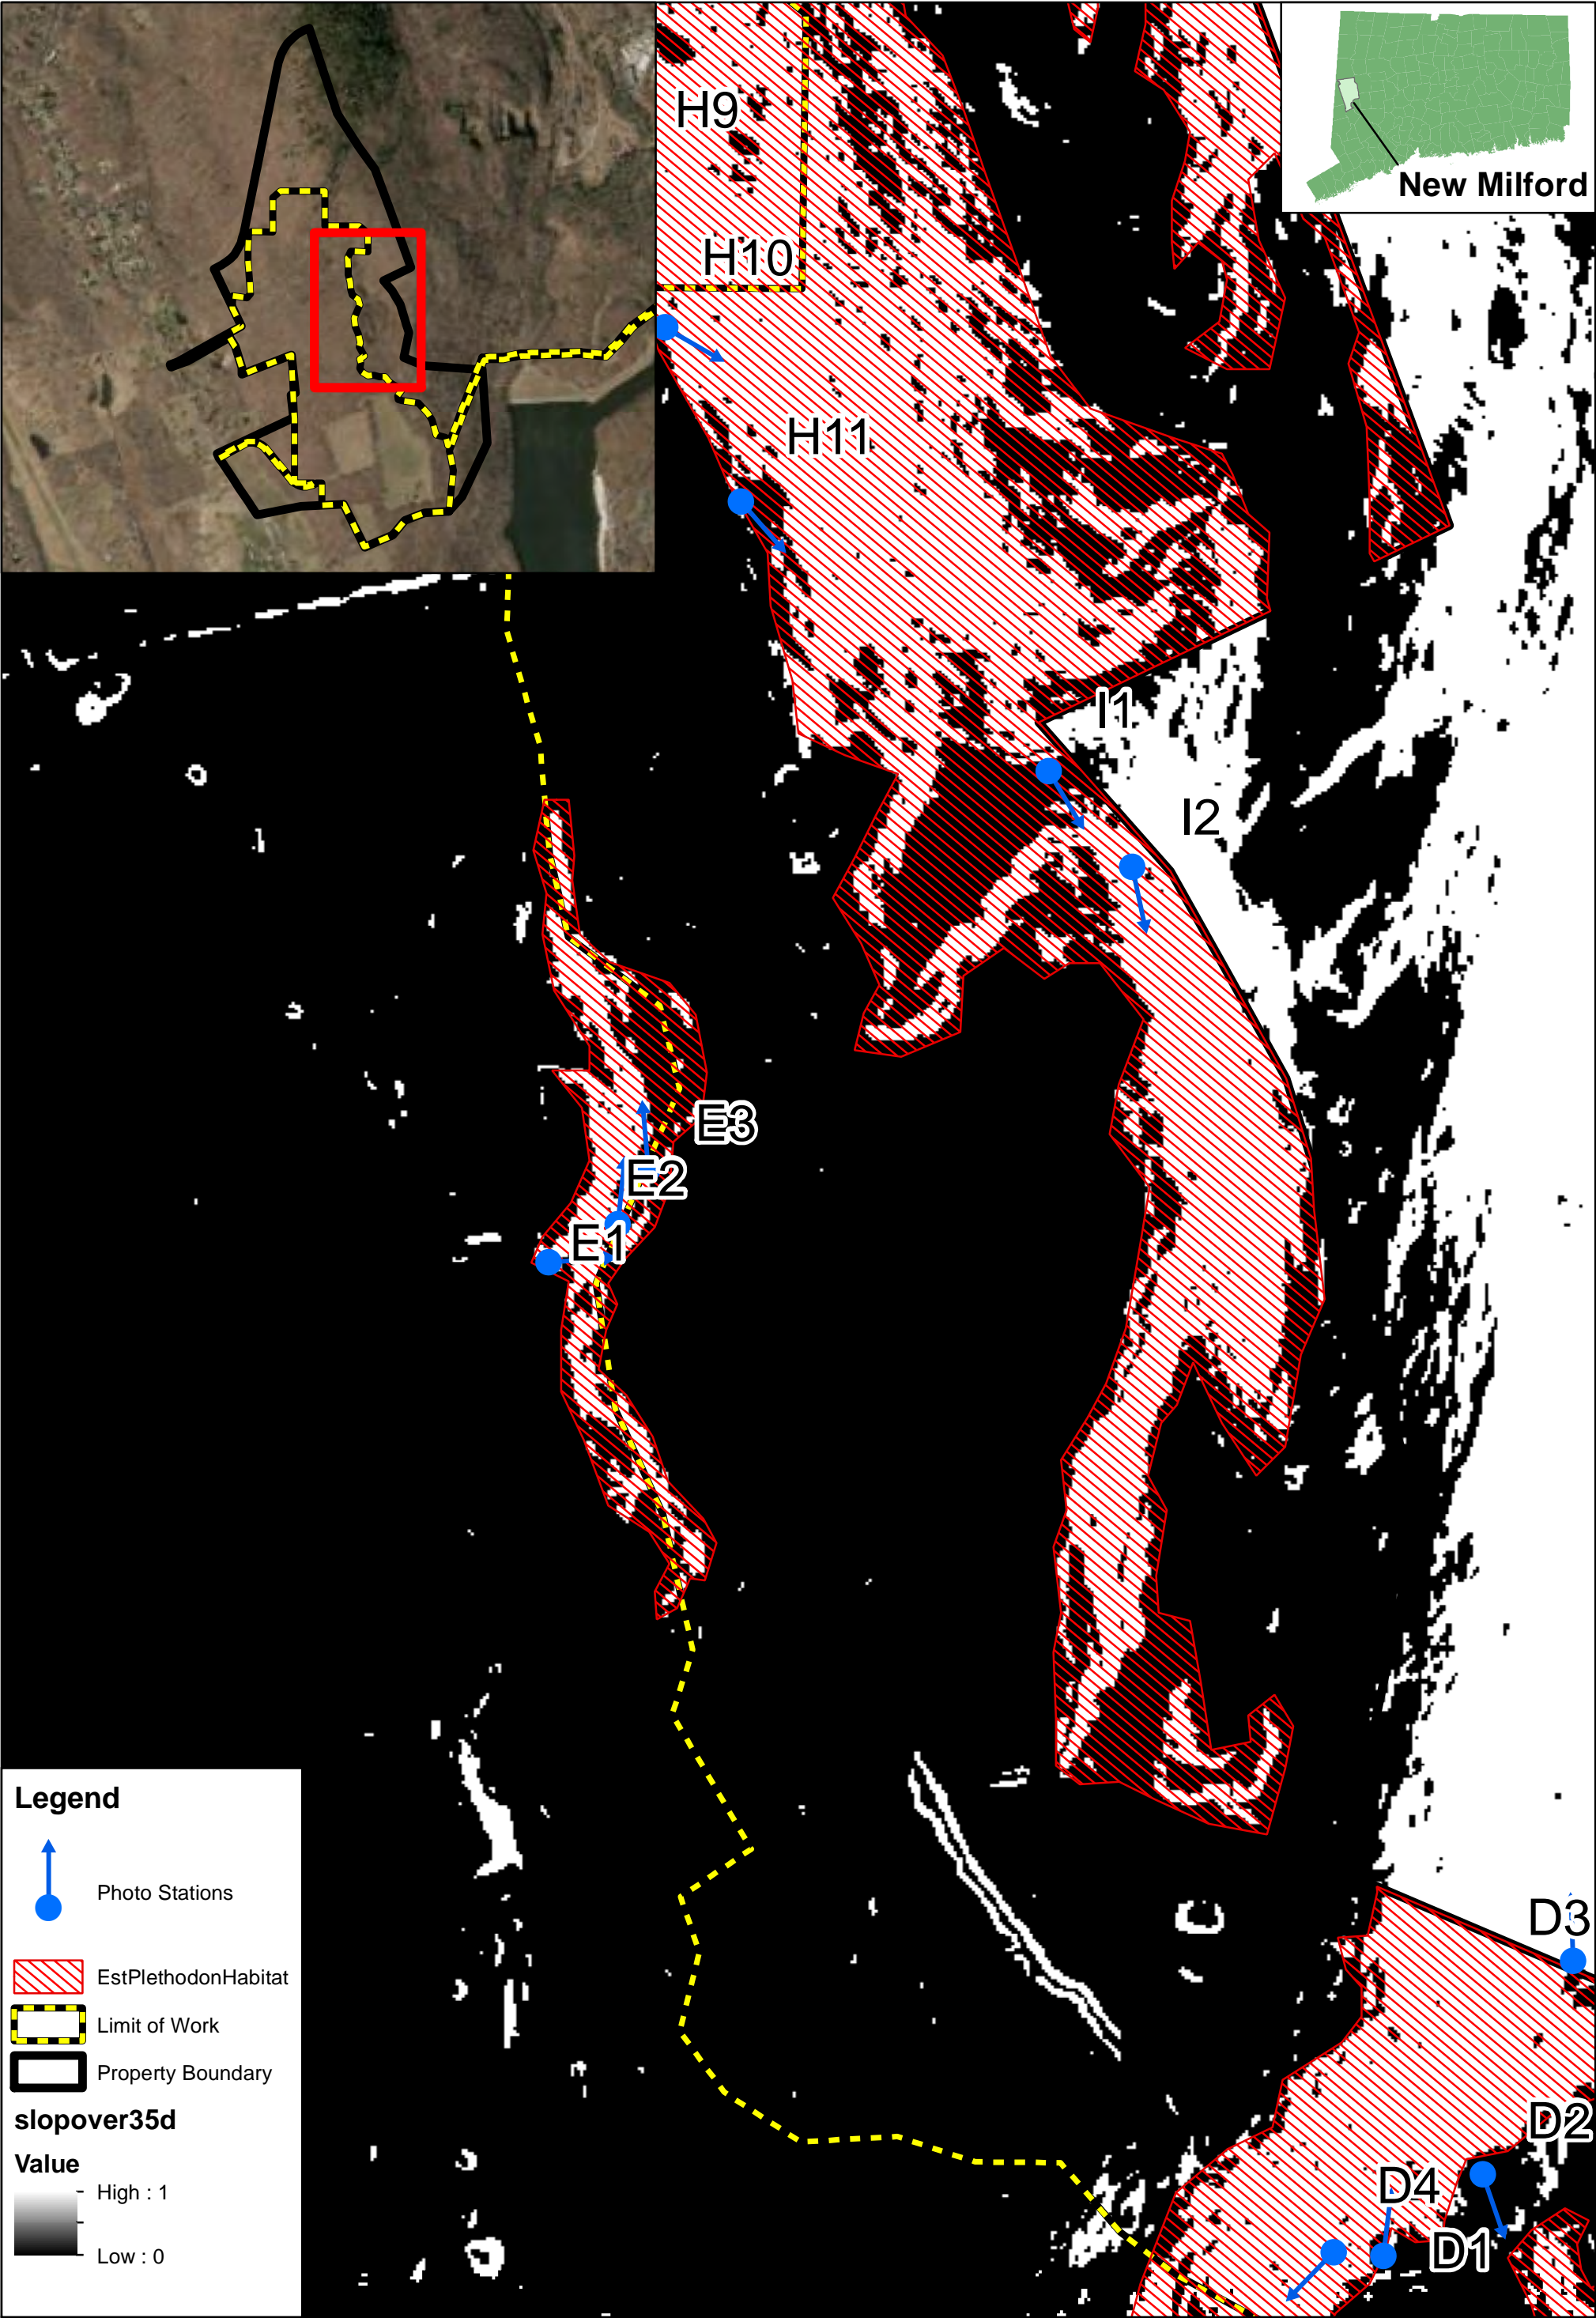 H9
New Milford
H10
H11
I1
I2
E3
E2
E1
Legend
Photo Stations
EstPlethodonHabitat
Limit of Work
Property Boundary
slopover35d
Value
High : 1
Low : 0
D3
D2
D4
D1